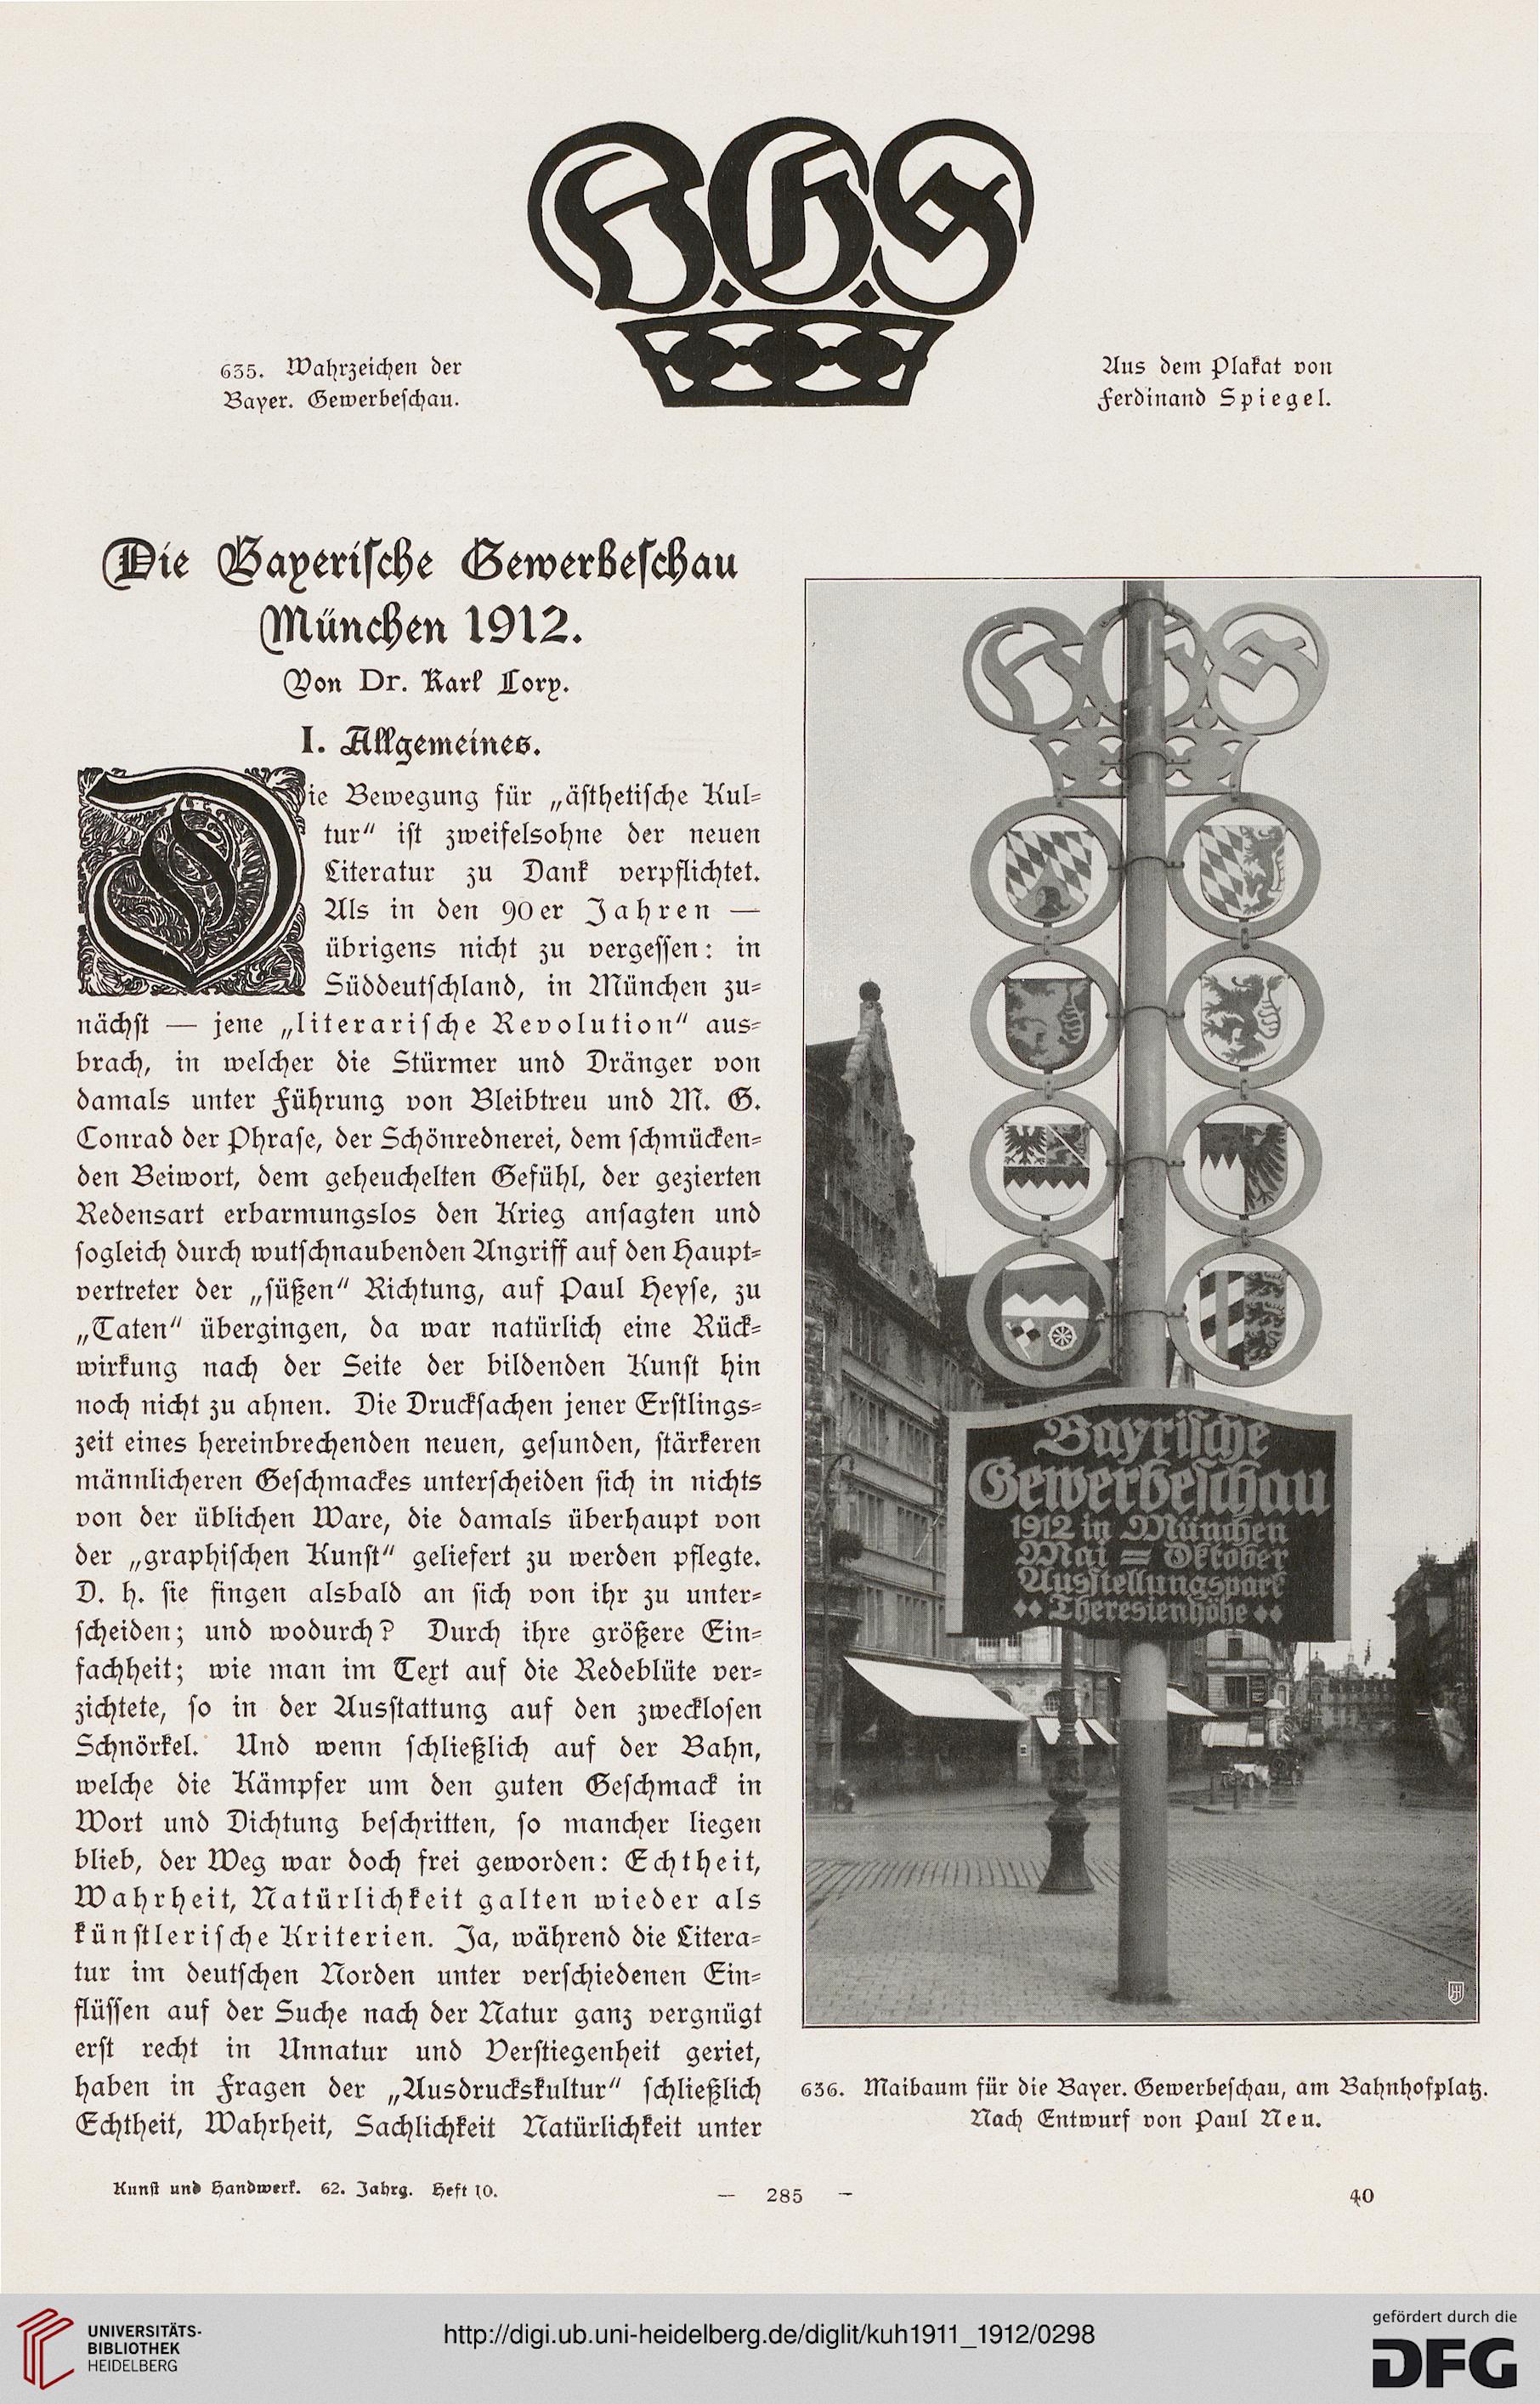 B.G.S
635. Wahrzeichen der
Bayer. Gewerbeschau.
Aus dem Plakat von
Ferdinand Spiegel.
Die Bayerische Gewerbeschau
München 1912.
Von Dr. Karl Lory.
I. Allgemeines.
Die Bewegung für „ästhetische Kul-
tur“ ist zweifelsohne der neuen
Literatur zu Dank verpflichtet.
Als in den 90er Jahren —
übrigens nicht zu vergessen: in
Süddeutschland, in München zu-
nächst — jene „literarische Revolution“ aus-
brach, in welcher die Stürmer und Dränger von
damals unter Führung von Bleibtreu und M. G.
Conrad der Phrase, der Schönrednerei, dem schmücken-
den Beiwort, dem geheuchelten Gefühl, der gezierten
Redensart erbarmungslos den Krieg ansagten und
sogleich durch wutschnaubenden Angriff auf den Haupt-
vertreter der „süßen“ Richtung, auf Paul Heyse, zu
„Taten“ übergingen, da war natürlich eine Rück-
wirkung nach der Seite der bildenden Kunst hin
noch nicht zu ahnen. Die Drucksachen jener Erstlings-
zeit eines hereinbrechenden neuen, gesunden, stärkeren
männlicheren Geschmackes unterscheiden sich in nichts
von der üblichen Ware, die damals überhaupt von
der „graphischen Kunst“ geliefert zu werden pflegte.
D. h. sie fingen alsbald an sich von ihr zu unter-
scheiden; und wodurch? Durch ihre größere Ein-
fachheit; wie man im Text auf die Redeblüte ver-
zichtete, so in der Ausstattung auf den zwecklosen
Schnörkel. Und wenn schließlich auf der Bahn,
welche die Kämpfer um den guten Geschmack in
Wort und Dichtung beschritten, so mancher liegen
blieb, der Weg war doch frei geworden: Echtheit,
Wahrheit, Natürlichkeit galten wieder als
künstlerische Kriterien. Ja, während die Litera-
tur im deutschen Norden unter verschiedenen Ein-
flüssen auf der Suche nach der Natur ganz vergnügt
erst recht in Unnatur und Verstiegenheit geriet,
haben in Fragen der „Ausdruckskultur“ schließlich
Echtheit, Wahrheit, Sachlichkeit Natürlichkeit unter
BGS
Bayrische
Gewerbeschau
1912 in München
Mai = Oktober
Ausstellungspark
Theresienhöhe
636. Maibaum für die Bayer. Gewerbeschau, am Bahnhofplatz.
Nach Entwurf von Paul Neu.
Kunst und Handwerk. 62. Jahrg. Heft 10.
— 285 —
40
UNIVERSITÄTS-
BIBLIOTHEK
HEIDELBERG
http://digi.ub.uni-heidelberg.de/diglit/kuh1911_1912/0298
gefördert durch die
DFG